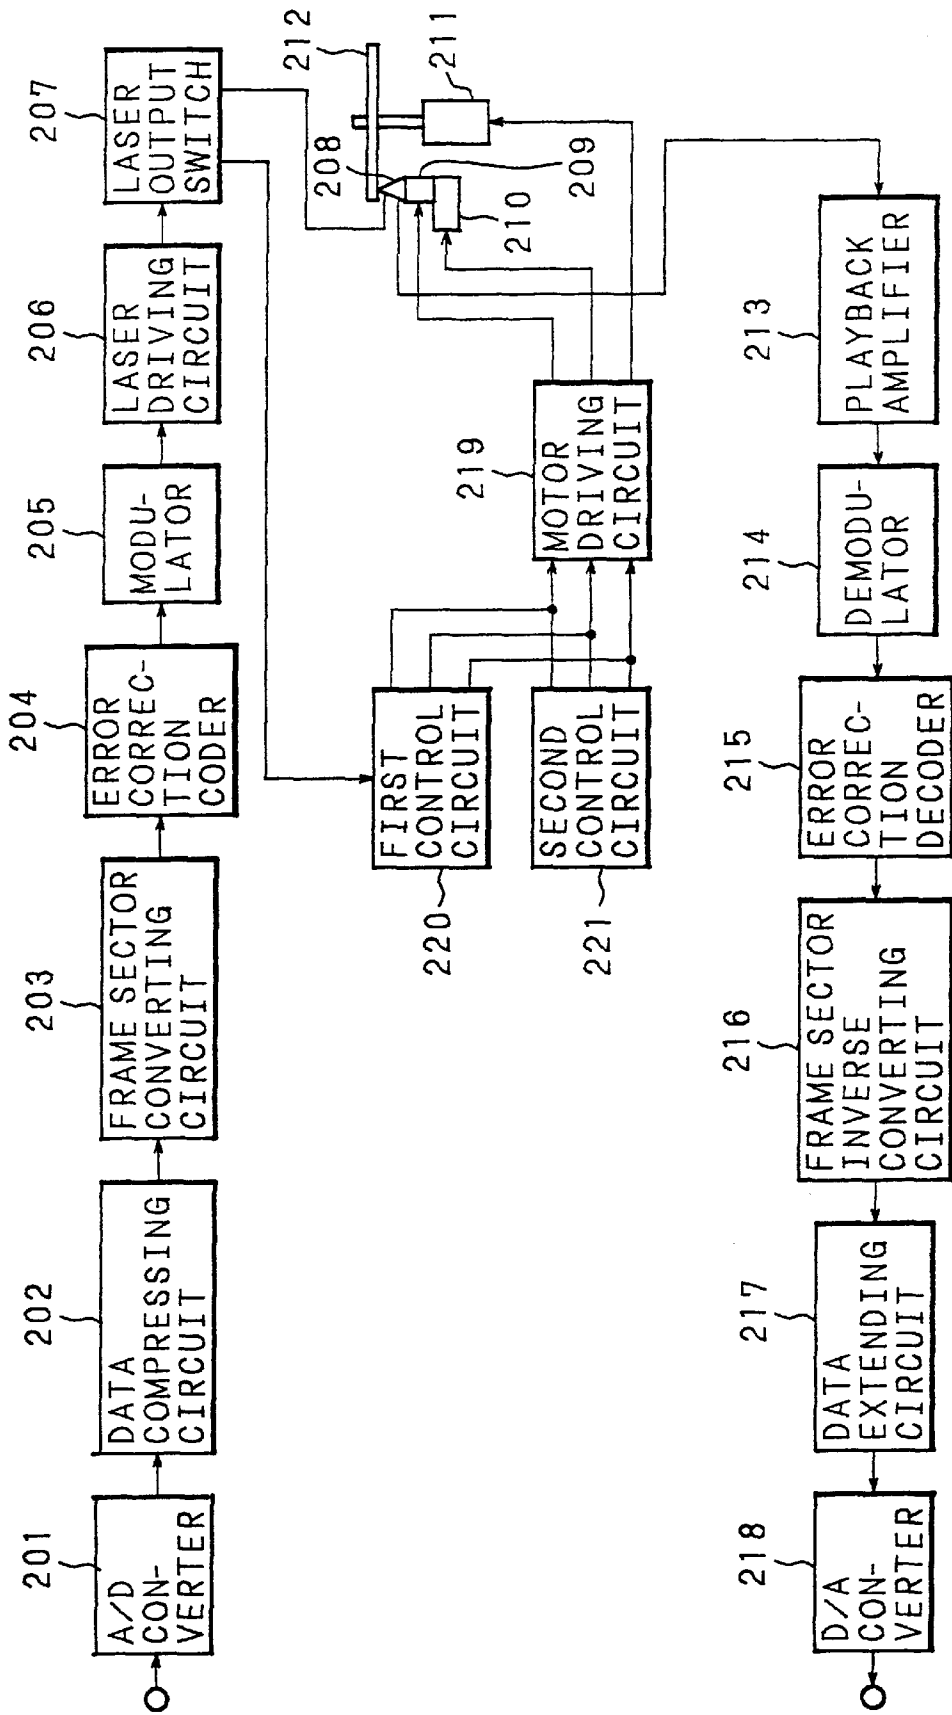 201
A/D
CON-
VERTER
202
DATA
COMPRESSING
CIRCUIT
203
FRAME SECTOR
CONVERTING
CIRCUIT
204
ERROR
CORREC-
TION
CODER
205
MODU-
LATOR
206
LASER
DRIVING
CIRCUIT
207
LASER
OUTPUT
SWITCH
212
211
208
209
210
220
FIRST
CONTROL
CIRCUIT
221
SECOND
CONTROL
CIRCUIT
219
MOTOR
DRIVING
CIRCUIT
218
D/A
CON-
VERTER
217
DATA
EXTENDING
CIRCUIT
216
FRAME SECTOR
INVERSE
CONVERTING
CIRCUIT
215
ERROR
CORREC-
TION
DECODER
214
DEMODU-
LATOR
213
PLAYBACK
AMPLIFIER